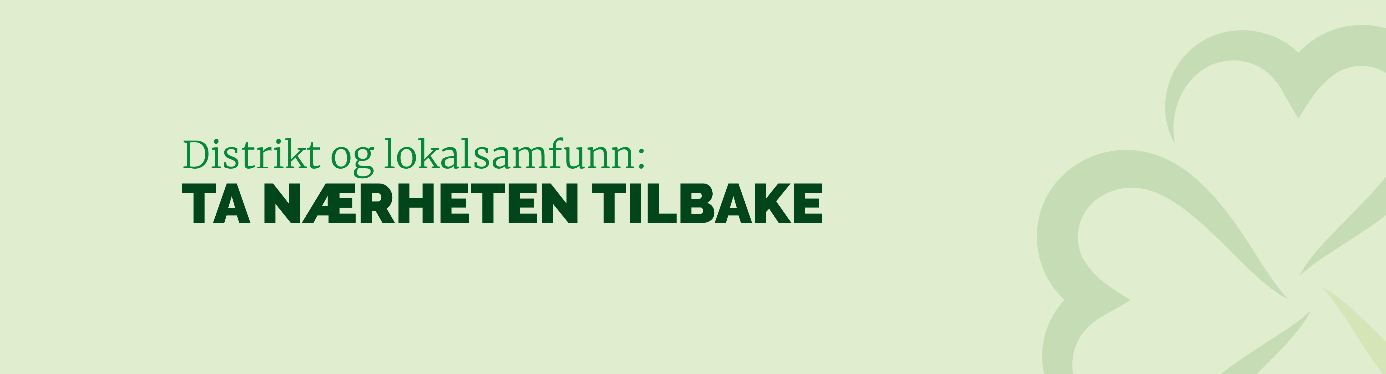 Distrikt og lokalsamfunn:
TA NÆRHETEN TILBAKE